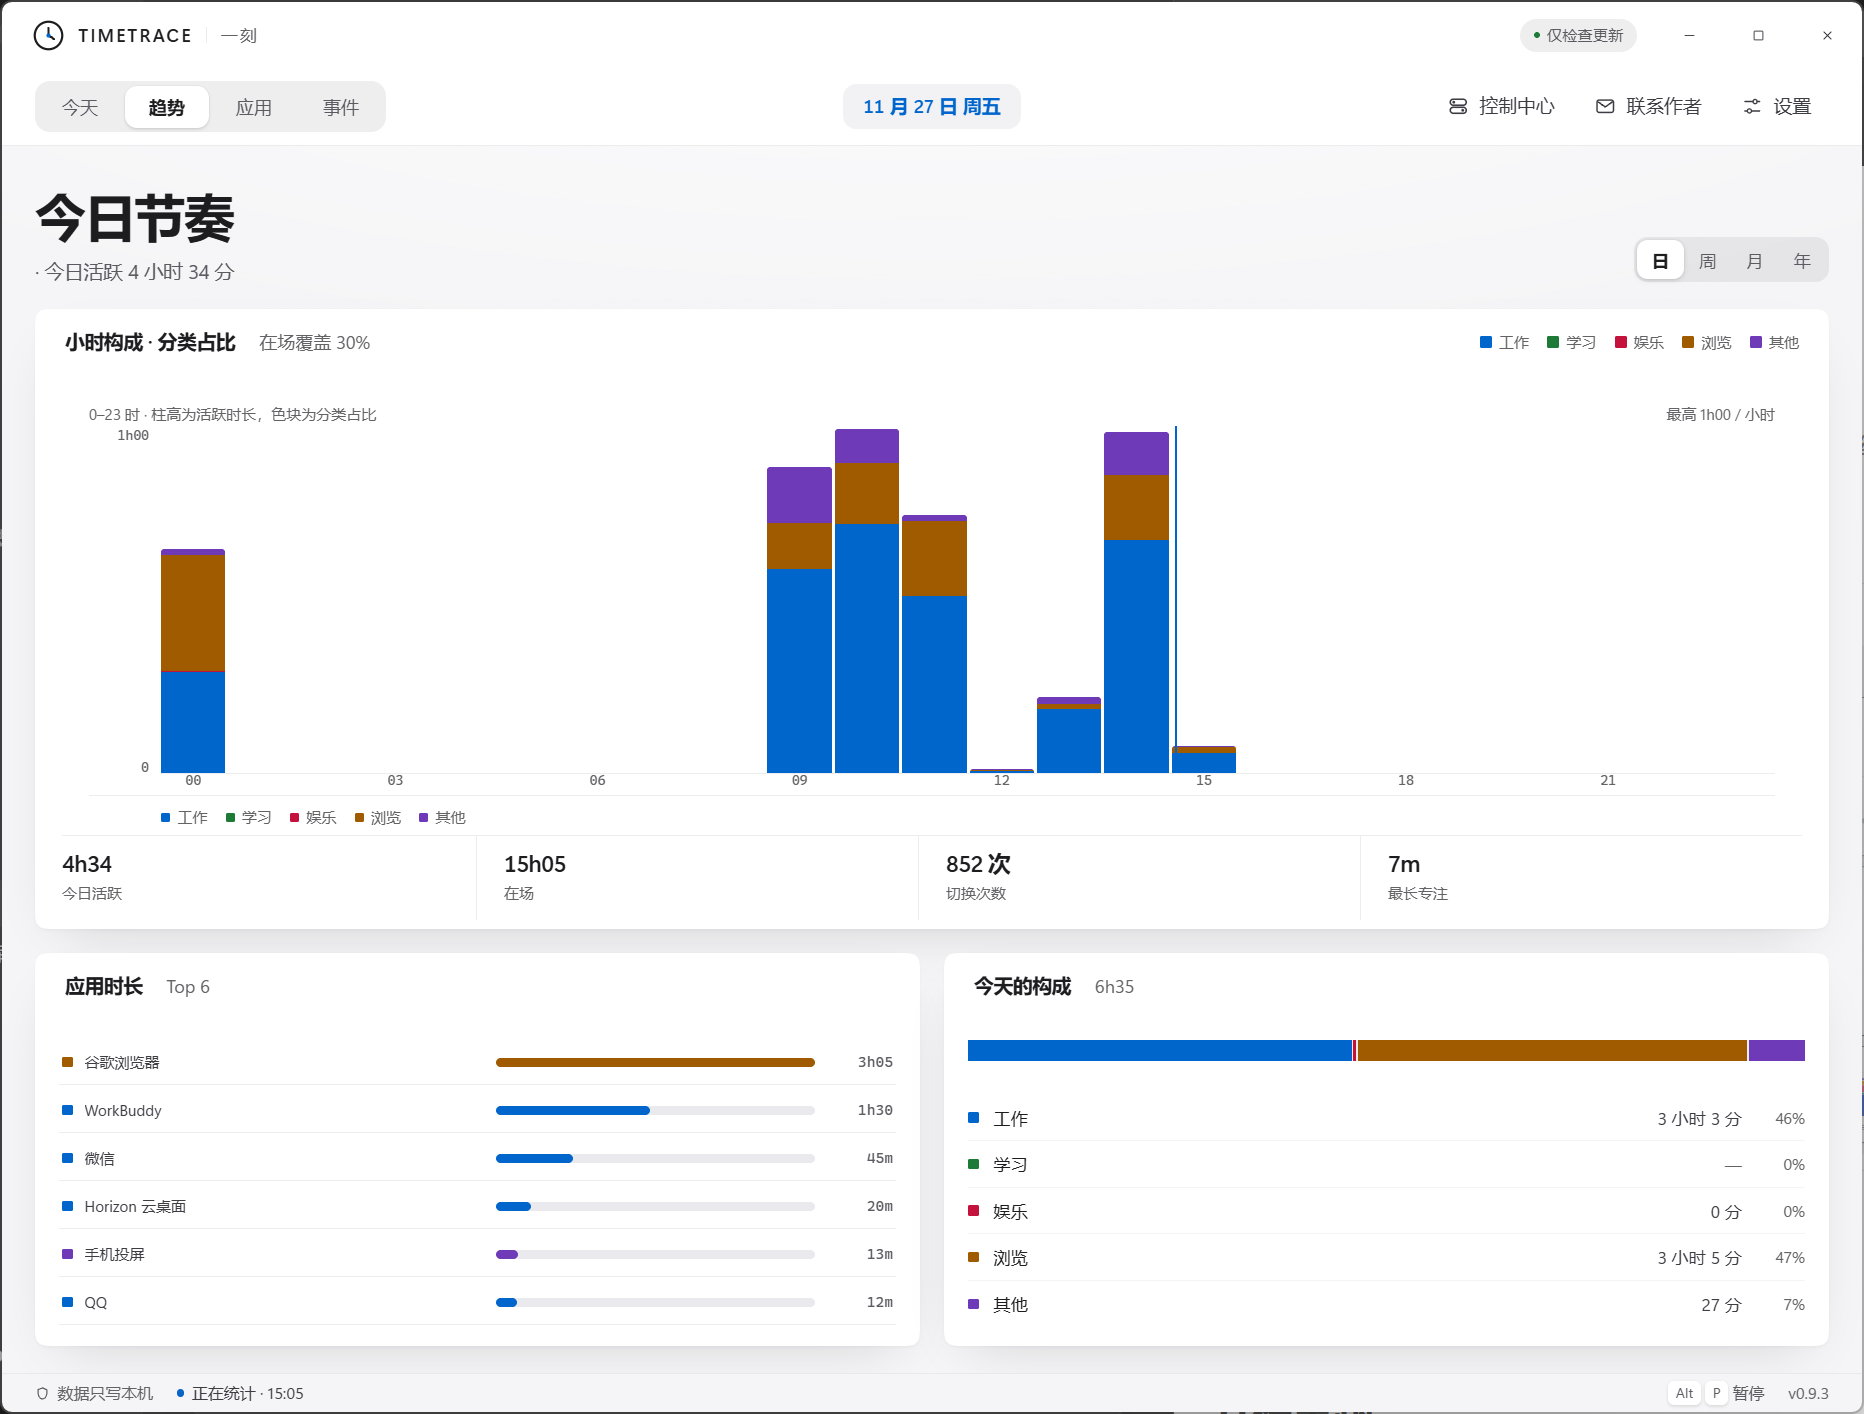 TIMETRACE 一刻
仅检查更新
今天 趋势 应用 事件
11 月 27 日 周五
控制中心 联系作者 设置
今日节奏
· 今日活跃 4 小时 34 分
日 周 月 年
小时构成 · 分类占比 在场覆盖 30%
工作 学习 娱乐 浏览 其他
0–23 时 · 柱高为活跃时长，色块为分类占比
最高 1h00 / 小时
1h00
0
00 03 06 09 12 15 18 21
工作 学习 娱乐 浏览 其他
4h34
今日活跃
15h05
在场
852 次
切换次数
7m
最长专注
应用时长 Top 6
谷歌浏览器 3h05
WorkBuddy 1h30
微信 45m
Horizon 云桌面 20m
手机投屏 13m
QQ 12m
今天的构成 6h35
工作 3 小时 3 分 46%
学习 — 0%
娱乐 0 分 0%
浏览 3 小时 5 分 47%
其他 27 分 7%
数据只写本机 正在统计 · 15:05
Alt P 暂停 v0.9.3